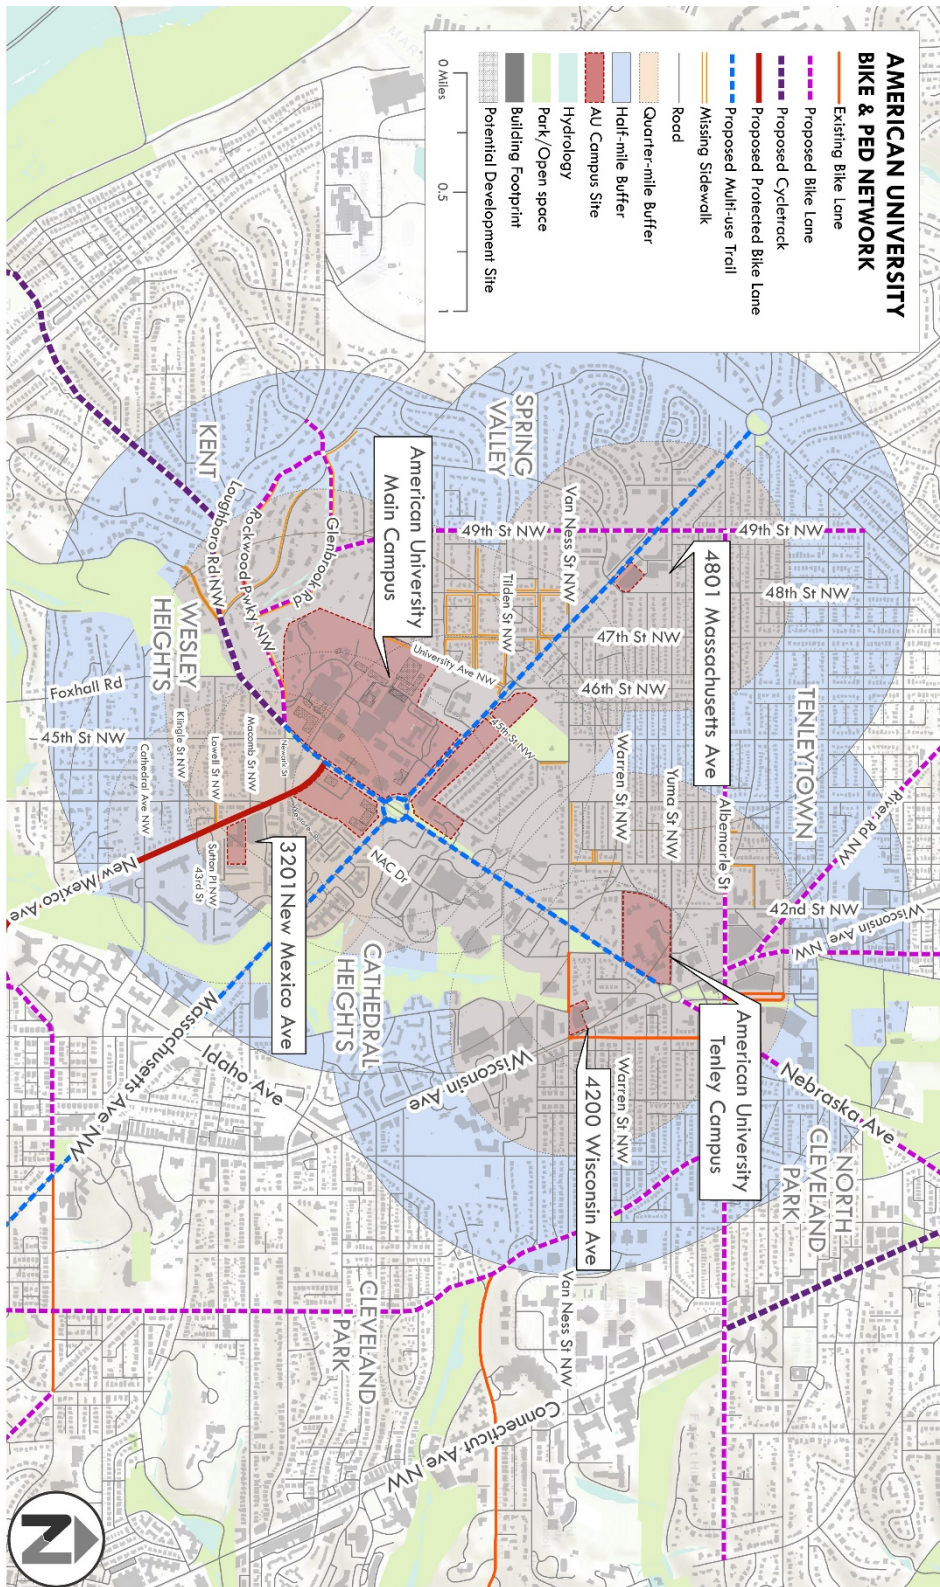 AMERICAN UNIVERSITY
BIKE & PED NETWORK
Existing Bike Lane
Proposed Bike Lane
Proposed Cycletrack
Proposed Protected Bike Lane
Proposed Multi-use Trail
Missing Sidewalk
Road
Quarter-mile Buffer
Half-mile Buffer
AU Campus Site
Hydrology
Park/Open space
Building Footprint
Potential Development Site
0 Miles
0.5
1
SPRING
VALLEY
KENT
Loughboro Rd NW
Rockwood Pkwy NW
Glenbrook Rd
American University
Main Campus
49th St NW
49th St NW
Van Ness St NW
Tilden St NW
University Ave NW
4801 Massachusetts Ave
48th St NW
47th St NW
46th St NW
45th St NW
TENLEYTOWN
WESLEY
HEIGHTS
Foxhall Rd
45th St NW
Klingle St NW
Cathedral Ave NW
Lowell St NW
Macomb St NW
Newark St
Sutton Pl NW
43rd St
New Mexico Ave
3201 New Mexico Ave
NAC Dr
Warren St NW
Yuma St NW
Albemarle St
River Rd NW
42nd St NW
Wisconsin Ave NW
American University
Tenley Campus
Nebraska Ave
NORTH
CLEVELAND
PARK
CATHEDRAL
HEIGHTS
Massachusetts Ave NW
Idaho Ave
Wisconsin Ave
4200 Wisconsin Ave
Warren St NW
Van Ness St NW
CLEVELAND
PARK
Connecticut Ave NW
N